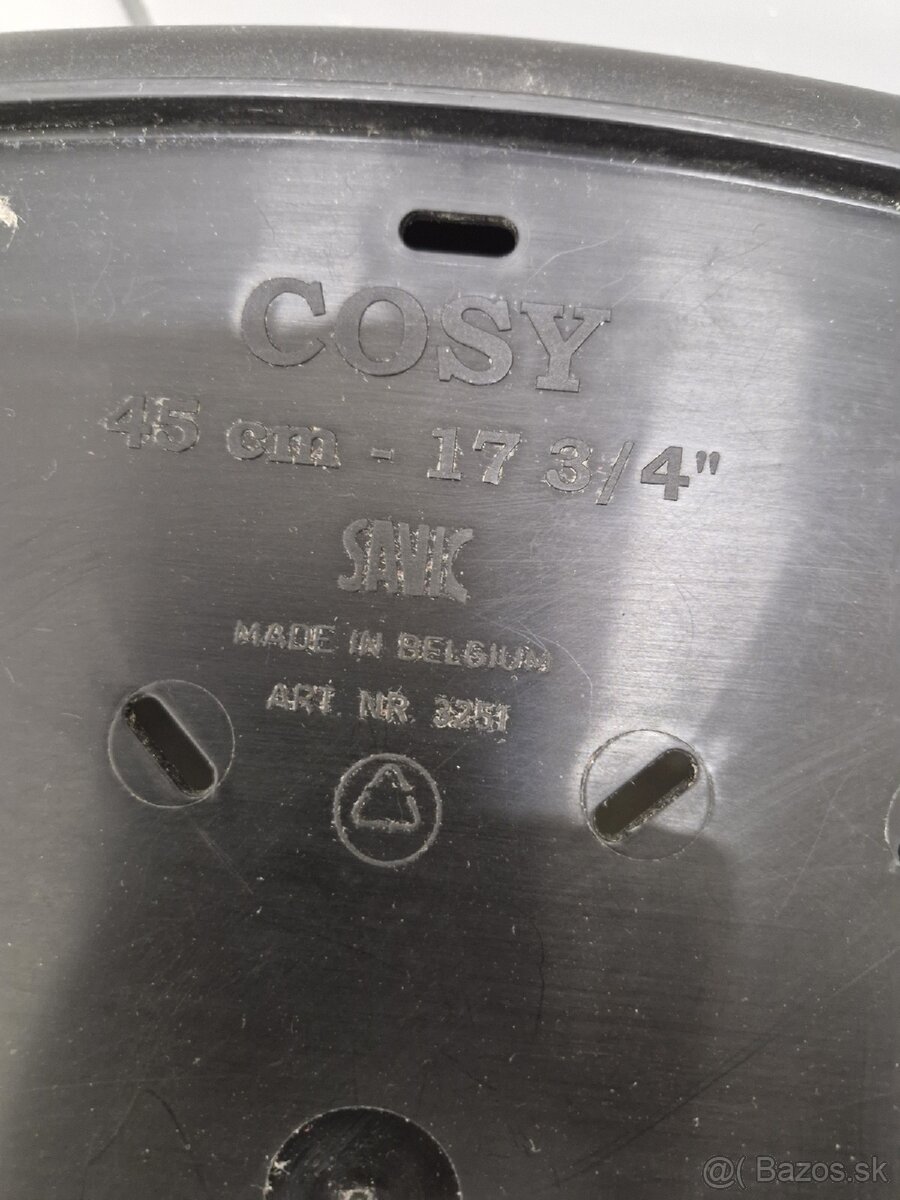 COSY
45 cm - 17 3/4"
SAVIC
MADE IN BELGIUM
ART. NR. 3251
@( Bazos.sk